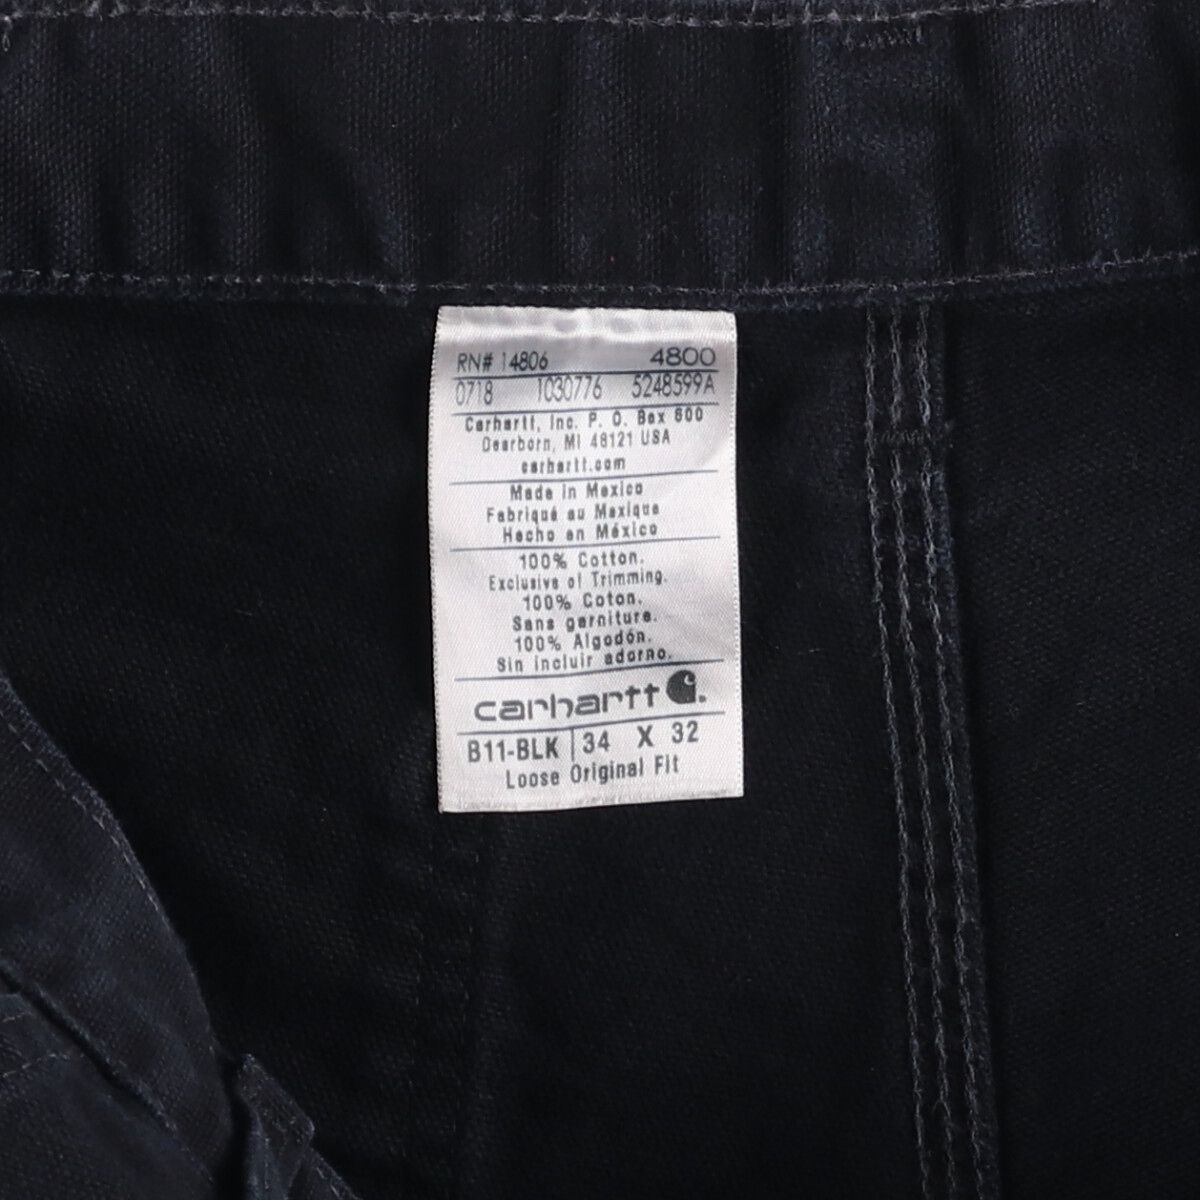 RN# 14806 4800
0718 1030776 5248599A
Carhartt, Inc. P. O. Box 600
Dearborn, MI 48121 USA
carhartt.com
Made in Mexico
Fabriqué au Mexique
Hecho en México
100% Cotton.
Exclusive of Trimming.
100% Coton.
Sans garniture.
100% Algodón.
Sin incluir adorno.
carhartt
B11-BLK 34 X 32
Loose Original Fit